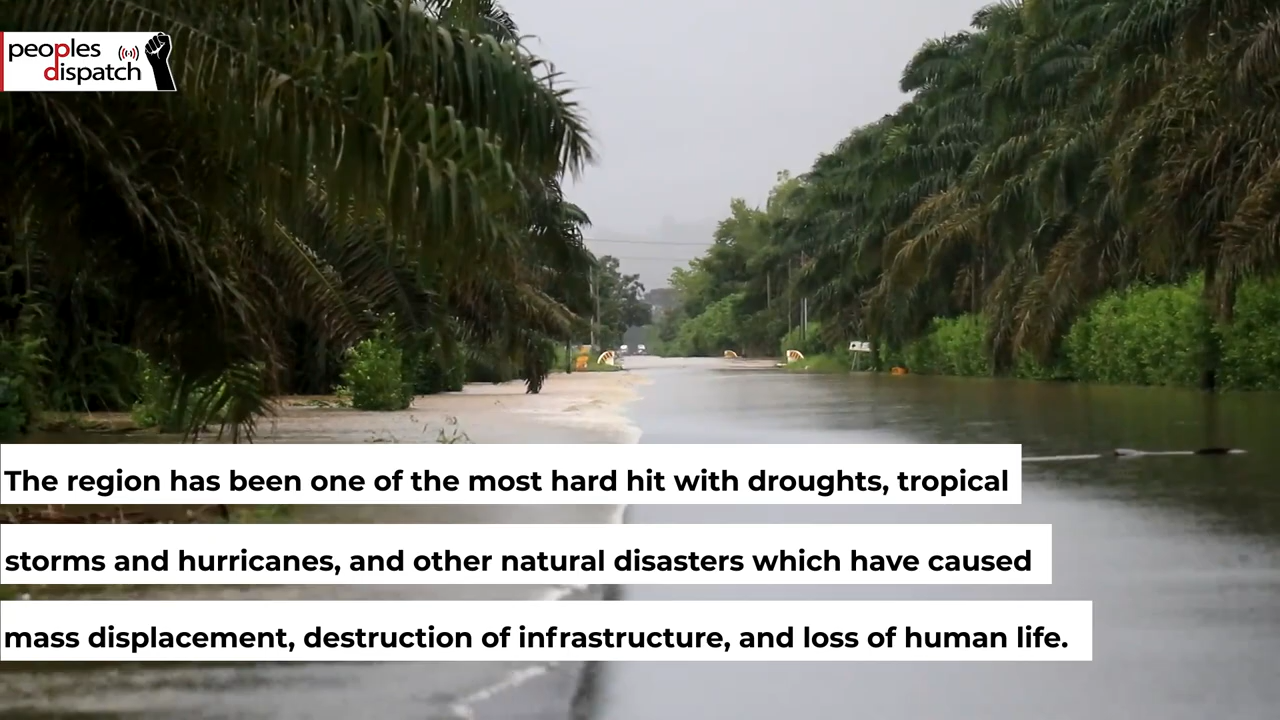 peoples
dispatch
The region has been one of the most hard hit with droughts, tropical
storms and hurricanes, and other natural disasters which have caused
mass displacement, destruction of infrastructure, and loss of human life.